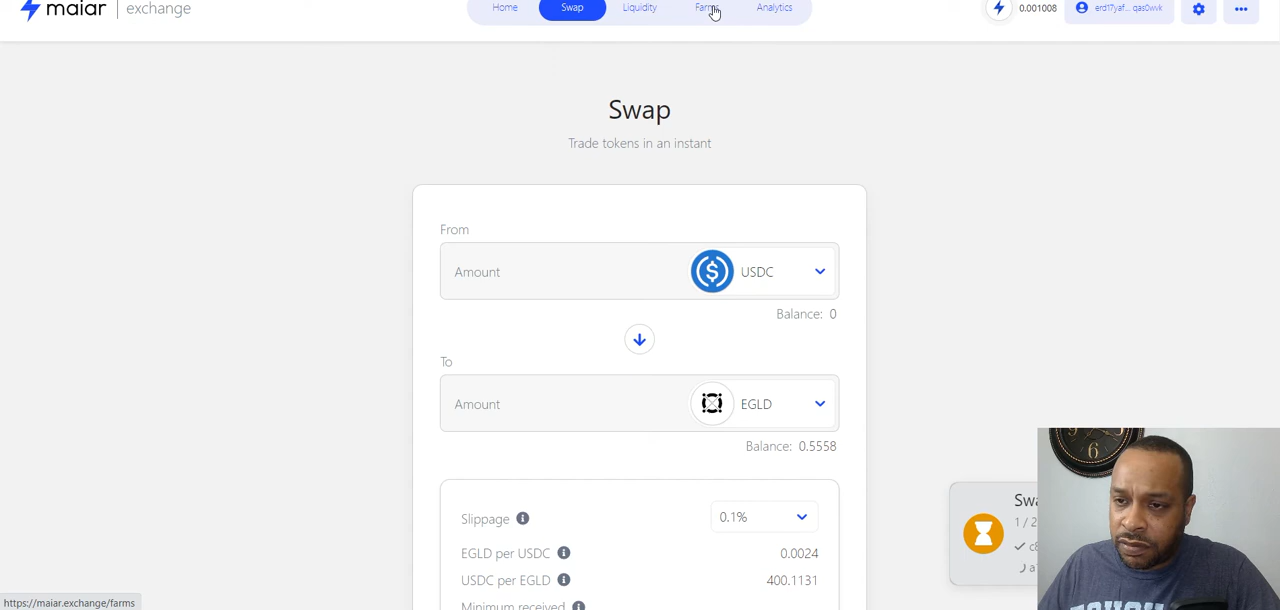 maiar | exchange
Home
Swap
Liquidity
Farms
Analytics
0.001008
erd17yaf... qas0wvk
Swap
Trade tokens in an instant
From
Amount
USDC
Balance: 0
To
Amount
EGLD
Balance: 0.5558
Slippage
0.1%
EGLD per USDC
0.0024
USDC per EGLD
400.1131
Minimum received
1 / 2
https://maiar.exchange/farms